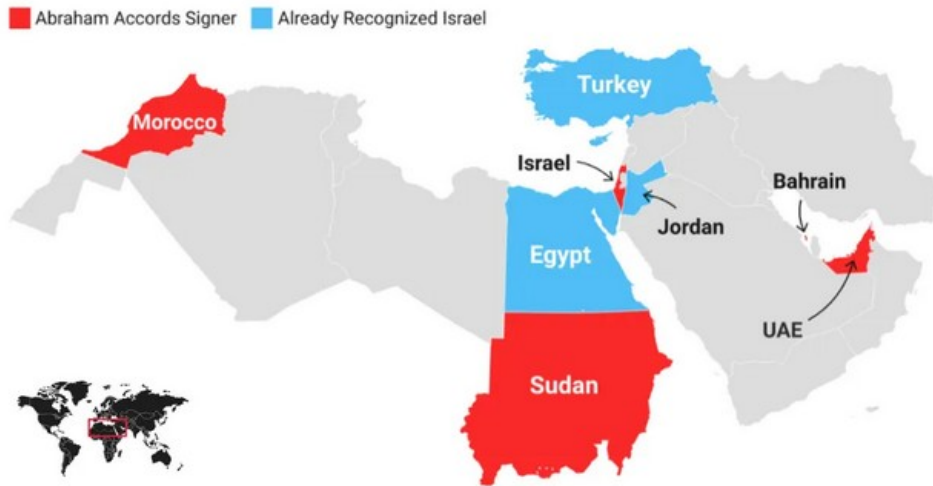 Abraham Accords Signer
Already Recognized Israel
Turkey
Morocco
Israel
Bahrain
Jordan
Egypt
UAE
Sudan